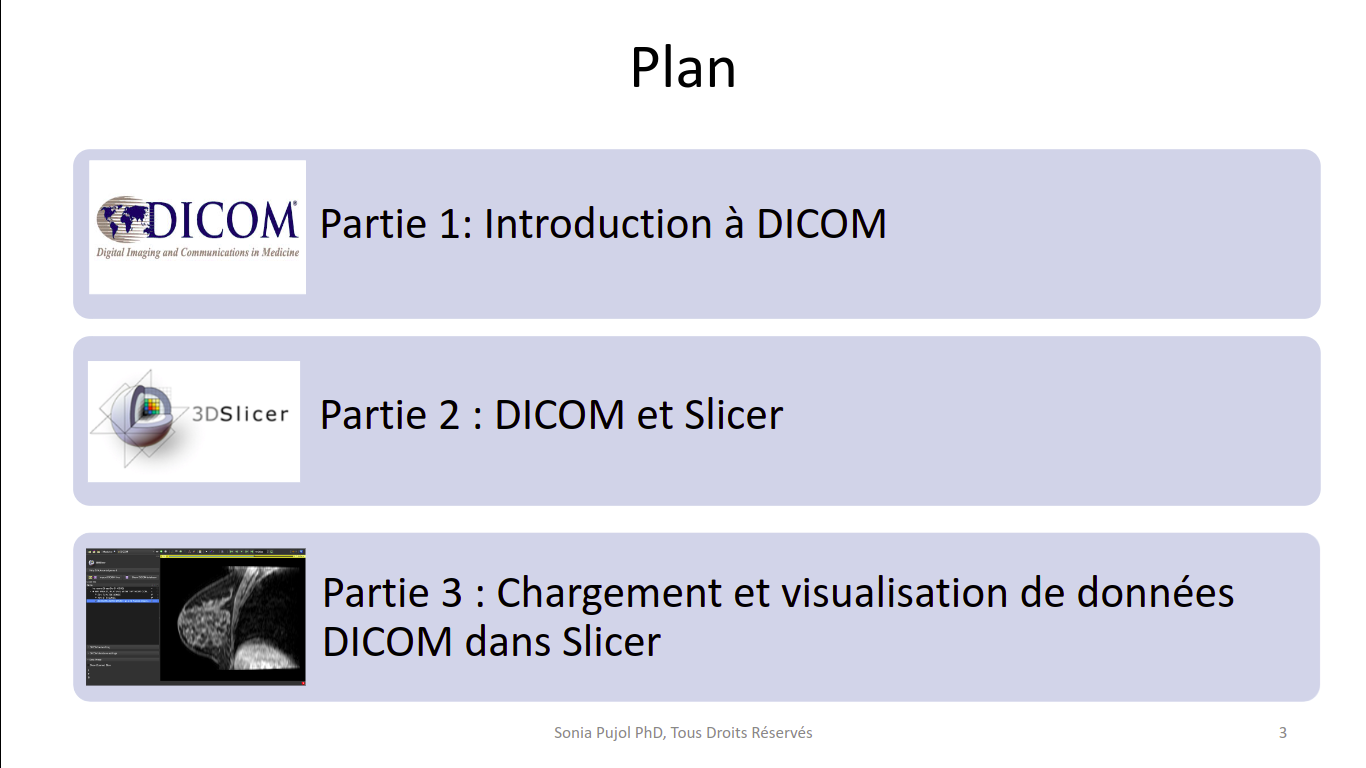 Plan
DICOM®
Digital Imaging and Communications in Medicine
Partie 1: Introduction à DICOM
3DSlicer
Partie 2 : DICOM et Slicer
Partie 3 : Chargement et visualisation de données
DICOM dans Slicer
Sonia Pujol PhD, Tous Droits Réservés
3